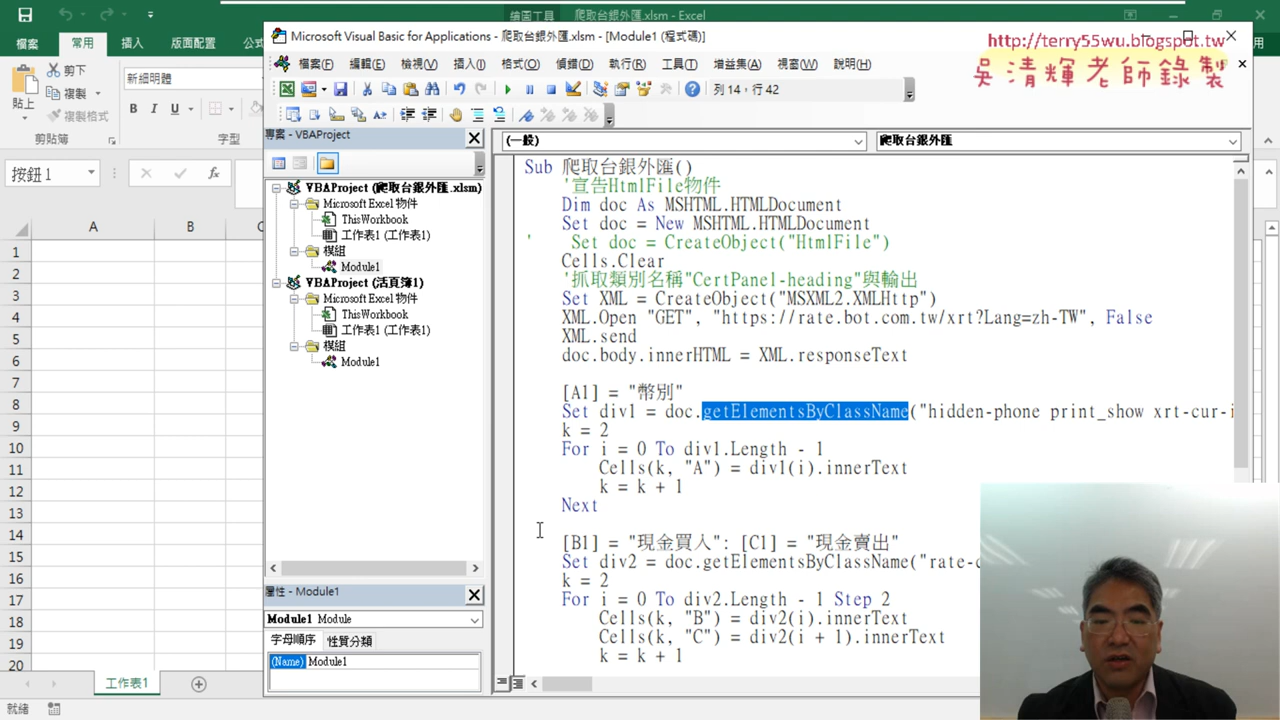 繪圖工具 爬取台銀外匯.xlsm - Excel
檔案 常用 插入 版面配置 公式
剪下
複製
複製格式
貼上
剪貼簿
新細明體
B I U
字型
按鈕 1
fx
A B C
1
2
3
4
5
6
7
8
9
10
11
12
13
14
15
16
17
18
19
20
工作表1
就緒
Microsoft Visual Basic for Applications - 爬取台銀外匯.xlsm - [Module1 (程式碼)]
http://terry55wu.blogspot.tw
吳清輝老師錄製
檔案(F) 編輯(E) 檢視(V) 插入(I) 格式(O) 偵錯(D) 執行(R) 工具(T) 增益集(A) 視窗(W) 說明(H)
列 14，行 42
專案 - VBAProject
VBAProject (爬取台銀外匯.xlsm)
Microsoft Excel 物件
ThisWorkbook
工作表1 (工作表1)
模組
Module1
VBAProject (活頁簿1)
Microsoft Excel 物件
ThisWorkbook
工作表1 (工作表1)
模組
Module1
屬性 - Module1
Module1 Module
字母順序 性質分類
(Name) Module1
(一般) 爬取台銀外匯
Sub 爬取台銀外匯()
'宣告HtmlFile物件
Dim doc As MSHTML.HTMLDocument
Set doc = New MSHTML.HTMLDocument
' Set doc = CreateObject("HtmlFile")
Cells.Clear
'抓取類別名稱"CertPanel-heading"與輸出
Set XML = CreateObject("MSXML2.XMLHttp")
XML.Open "GET", "https://rate.bot.com.tw/xrt?Lang=zh-TW", False
XML.send
doc.body.innerHTML = XML.responseText
[A1] = "幣別"
Set div1 = doc.getElementsByClassName("hidden-phone print_show xrt-cur-i
k = 2
For i = 0 To div1.Length - 1
Cells(k, "A") = div1(i).innerText
k = k + 1
Next
[B1] = "現金買入": [C1] = "現金賣出"
Set div2 = doc.getElementsByClassName("rate-c
k = 2
For i = 0 To div2.Length - 1 Step 2
Cells(k, "B") = div2(i).innerText
Cells(k, "C") = div2(i + 1).innerText
k = k + 1